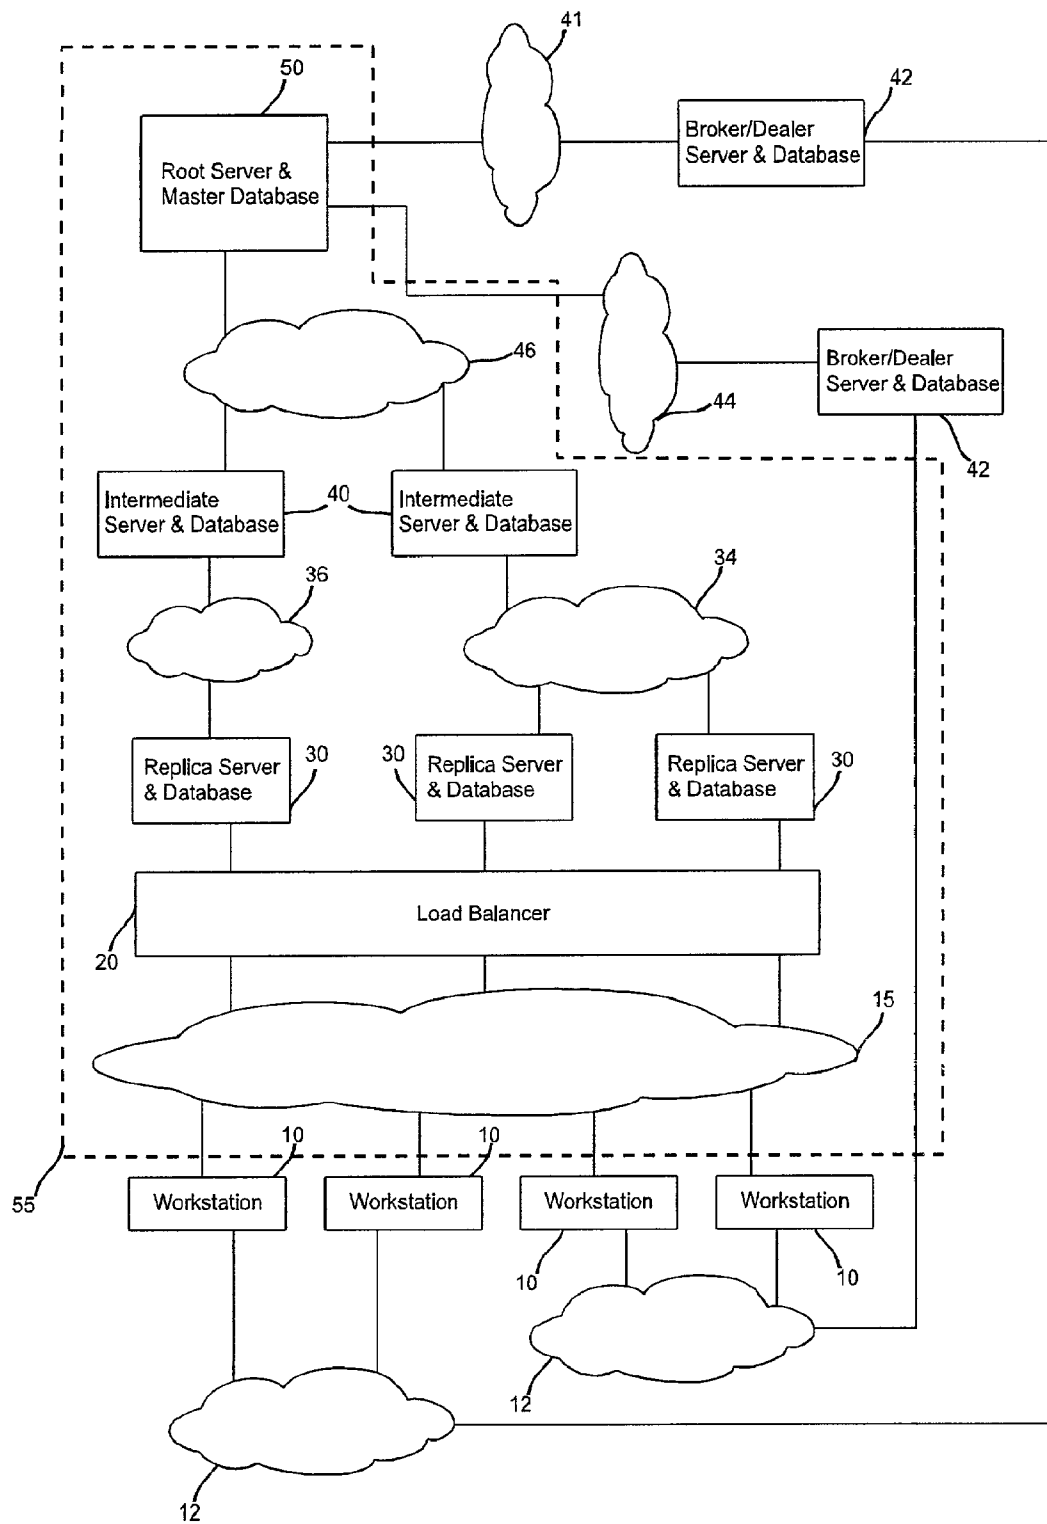 41
50
42
Broker/Dealer
Server & Database
Root Server &
Master Database
46
Broker/Dealer
Server & Database
44
42
Intermediate
Server & Database
40
Intermediate
Server & Database
36
34
Replica Server
& Database
30
30
Replica Server
& Database
Replica Server
& Database
30
Load Balancer
20
15
10
10
55
Workstation
Workstation
Workstation
Workstation
10
10
12
12